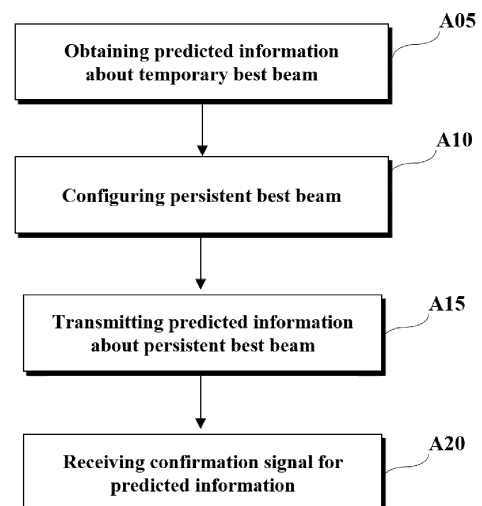 A05
Obtaining predicted information
about temporary best beam
A10
Configuring persistent best beam
A15
Transmitting predicted information
about persistent best beam
A20
Receiving confirmation signal for
predicted information